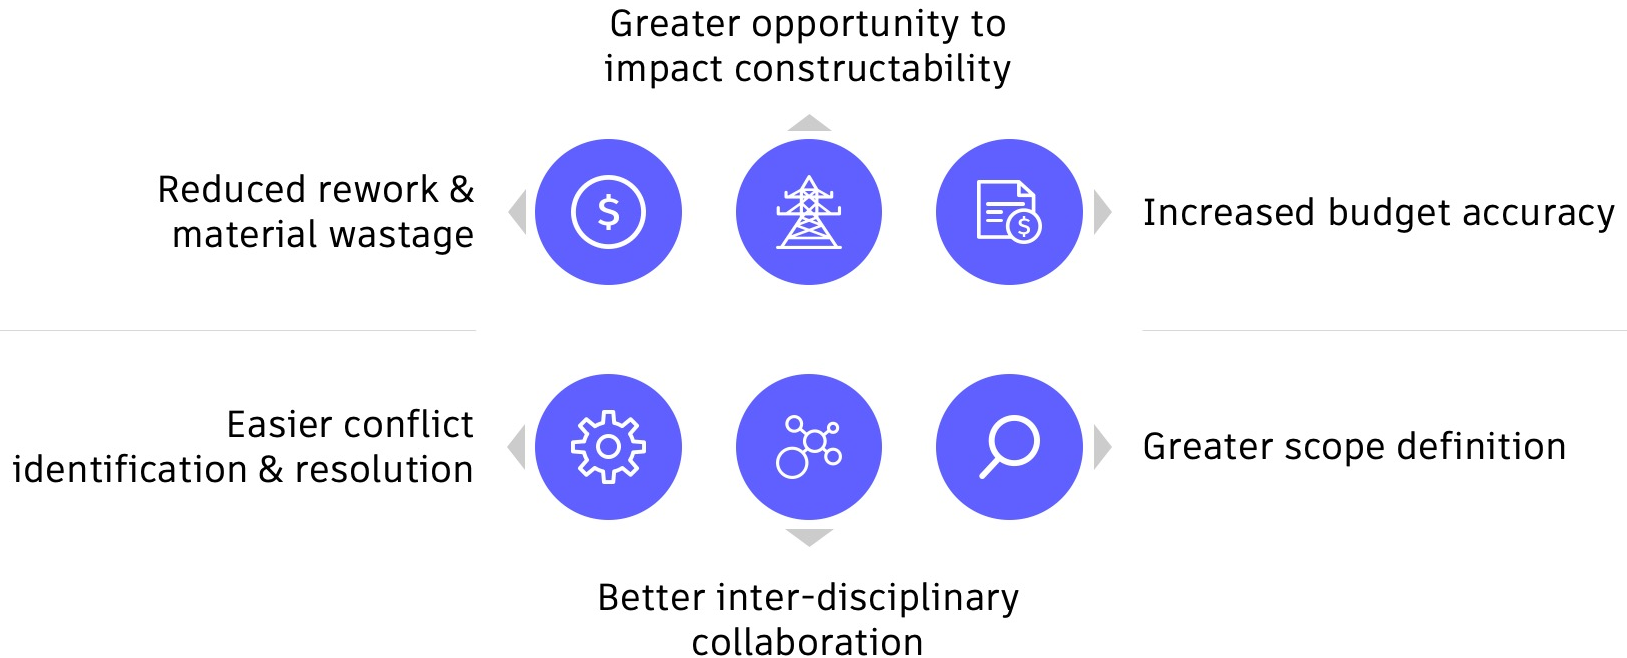 Greater opportunity to
impact constructability
Reduced rework &
material wastage
$
$
Increased budget accuracy
Easier conflict
identification & resolution
Greater scope definition
Better inter-disciplinary
collaboration